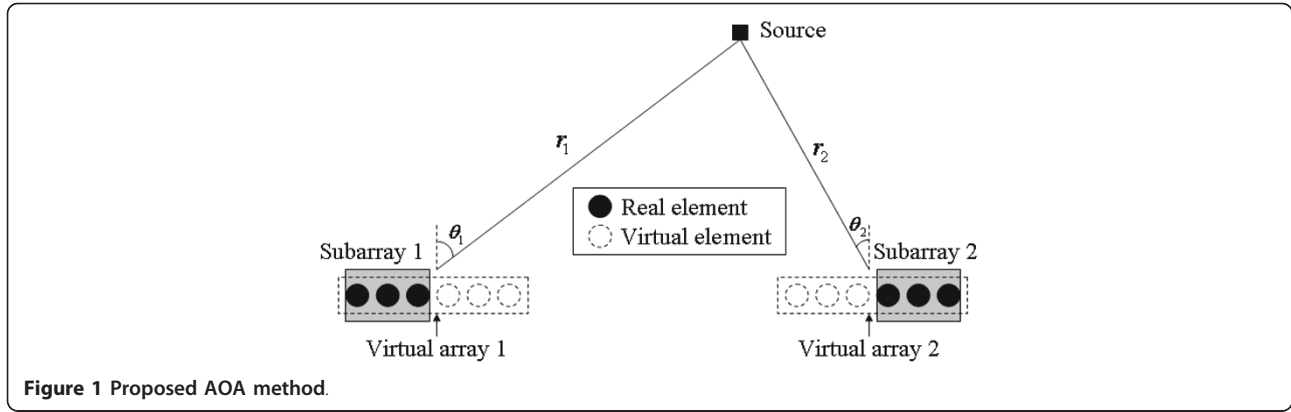 Source
r₁
r₂
Real element
Virtual element
θ₁
θ₂
Subarray 1
Subarray 2
Virtual array 1
Virtual array 2
Figure 1 Proposed AOA method.